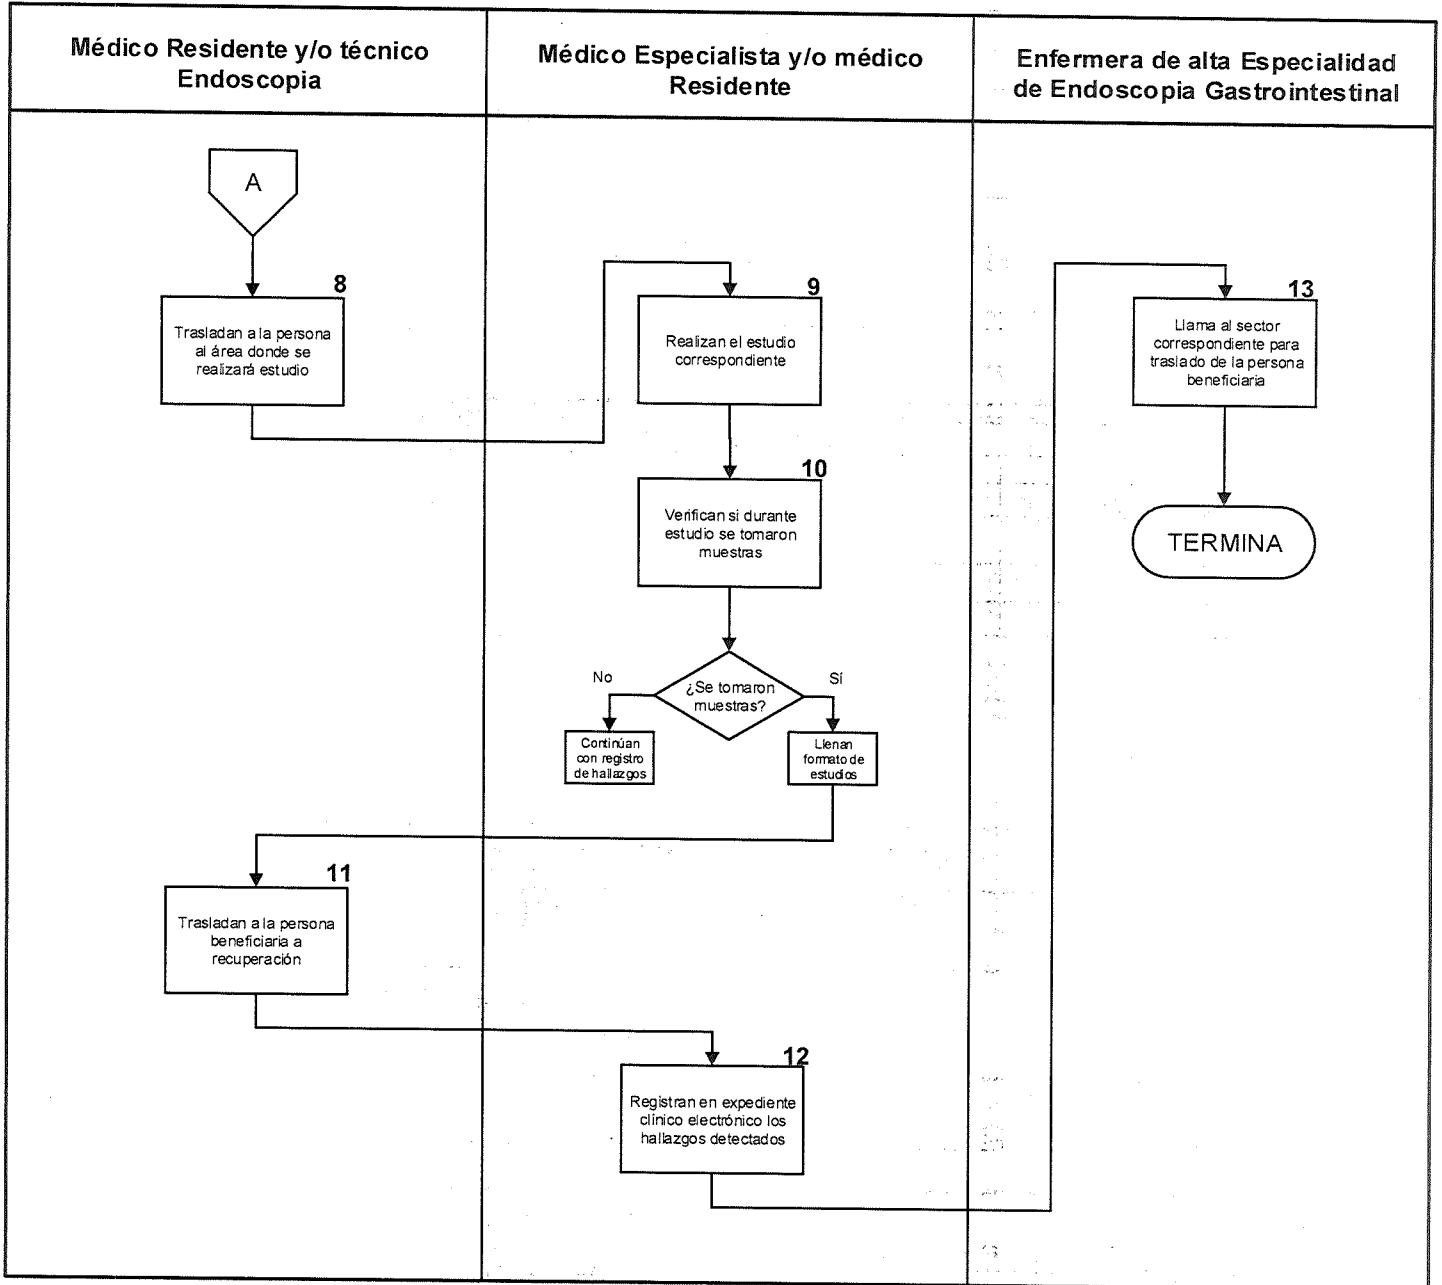 Médico Residente y/o técnico
Endoscopia
Médico Especialista y/o médico
Residente
Enfermera de alta Especialidad
de Endoscopia Gastrointestinal
A
8
Trasladan a la persona
al área donde se
realizará estudio
9
Realizan el estudio
correspondiente
13
Llama al sector
correspondiente para
traslado de la persona
beneficiaria
10
Verifican si durante
estudio se tomaron
muestras
TERMINA
No
¿Se tomaron
muestras?
Sí
Continúan
con registro
de hallazgos
Llenan
formato de
estudios
11
Trasladan a la persona
beneficiaria a
recuperación
12
Registran en expediente
clínico electrónico los
hallazgos detectados